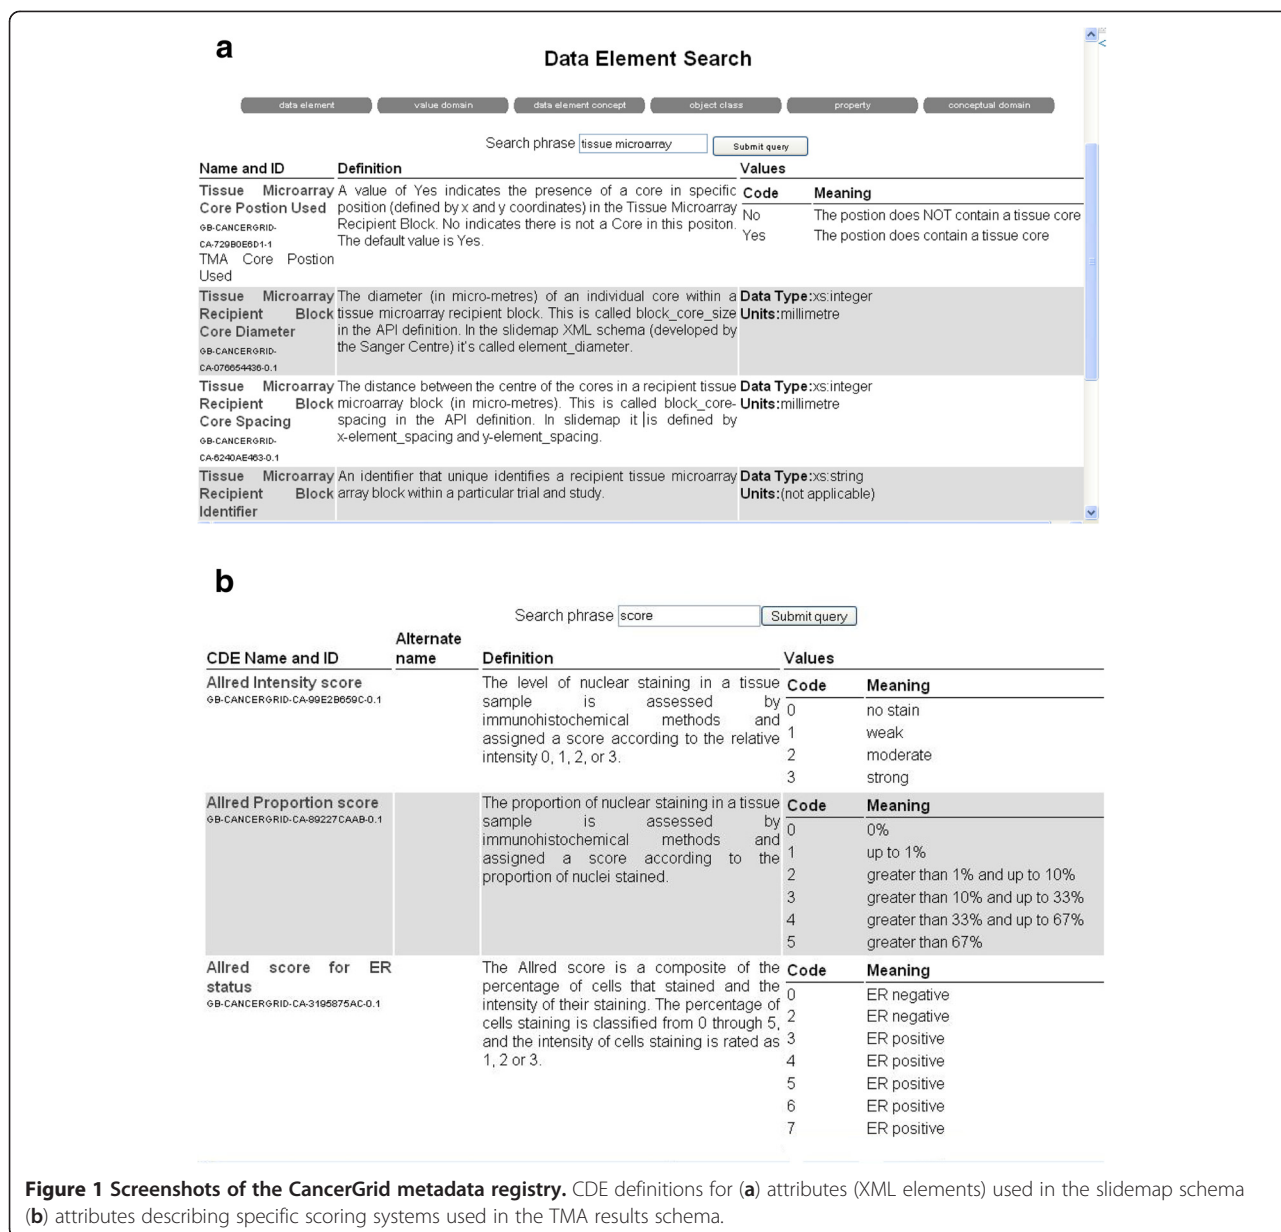 a
Data Element Search
data element value domain data element concept object class property conceptual domain
Search phrase tissue microarray Submit query
Name and ID Definition Values
Tissue Microarray Core Postion Used
GB-CANCERGRID-
CA-729B0E6D1-1
TMA Core Postion
Used
A value of Yes indicates the presence of a core in specific
position (defined by x and y coordinates) in the Tissue Microarray
Recipient Block. No indicates there is not a Core in this positon.
The default value is Yes.
Code Meaning
No The postion does NOT contain a tissue core
Yes The postion does contain a tissue core
Tissue Microarray
Recipient Block
Core Diameter
GB-CANCERGRID-
CA-076654436-0.1
The diameter (in micro-metres) of an individual core within a
tissue microarray recipient block. This is called block_core_size
in the API definition. In the slidemap XML schema (developed by
the Sanger Centre) it's called element_diameter.
Data Type:xs:integer
Units:millimetre
Tissue Microarray
Recipient Block
Core Spacing
GB-CANCERGRID-
CA-6240AE463-0.1
The distance between the centre of the cores in a recipient tissue
microarray block (in micro-metres). This is called block_core-
spacing in the API definition. In slidemap it is defined by
x-element_spacing and y-element_spacing.
Data Type:xs:integer
Units:millimetre
Tissue Microarray
Recipient Block
Identifier
An identifier that unique identifies a recipient tissue microarray
array block within a particular trial and study.
Data Type:xs:string
Units:(not applicable)
b
Search phrase score Submit query
CDE Name and ID Alternate name Definition Values
Allred Intensity score
GB-CANCERGRID-CA-99E2B659C-0.1
The level of nuclear staining in a tissue
sample is assessed by
immunohistochemical methods and
assigned a score according to the relative
intensity 0, 1, 2, or 3.
Code Meaning
0 no stain
1 weak
2 moderate
3 strong
Allred Proportion score
GB-CANCERGRID-CA-89227CAAB-0.1
The proportion of nuclear staining in a tissue
sample is assessed by
immunohistochemical methods and
assigned a score according to the
proportion of nuclei stained.
Code Meaning
0 0%
1 up to 1%
2 greater than 1% and up to 10%
3 greater than 10% and up to 33%
4 greater than 33% and up to 67%
5 greater than 67%
Allred score for ER
status
GB-CANCERGRID-CA-3195875AC-0.1
The Allred score is a composite of the
percentage of cells that stained and the
intensity of their staining. The percentage of
cells staining is classified from 0 through 5,
and the intensity of cells staining is rated as
1, 2 or 3.
Code Meaning
0 ER negative
2 ER negative
3 ER positive
4 ER positive
5 ER positive
6 ER positive
7 ER positive
Figure 1 Screenshots of the CancerGrid metadata registry. CDE definitions for (a) attributes (XML elements) used in the slidemap schema
(b) attributes describing specific scoring systems used in the TMA results schema.